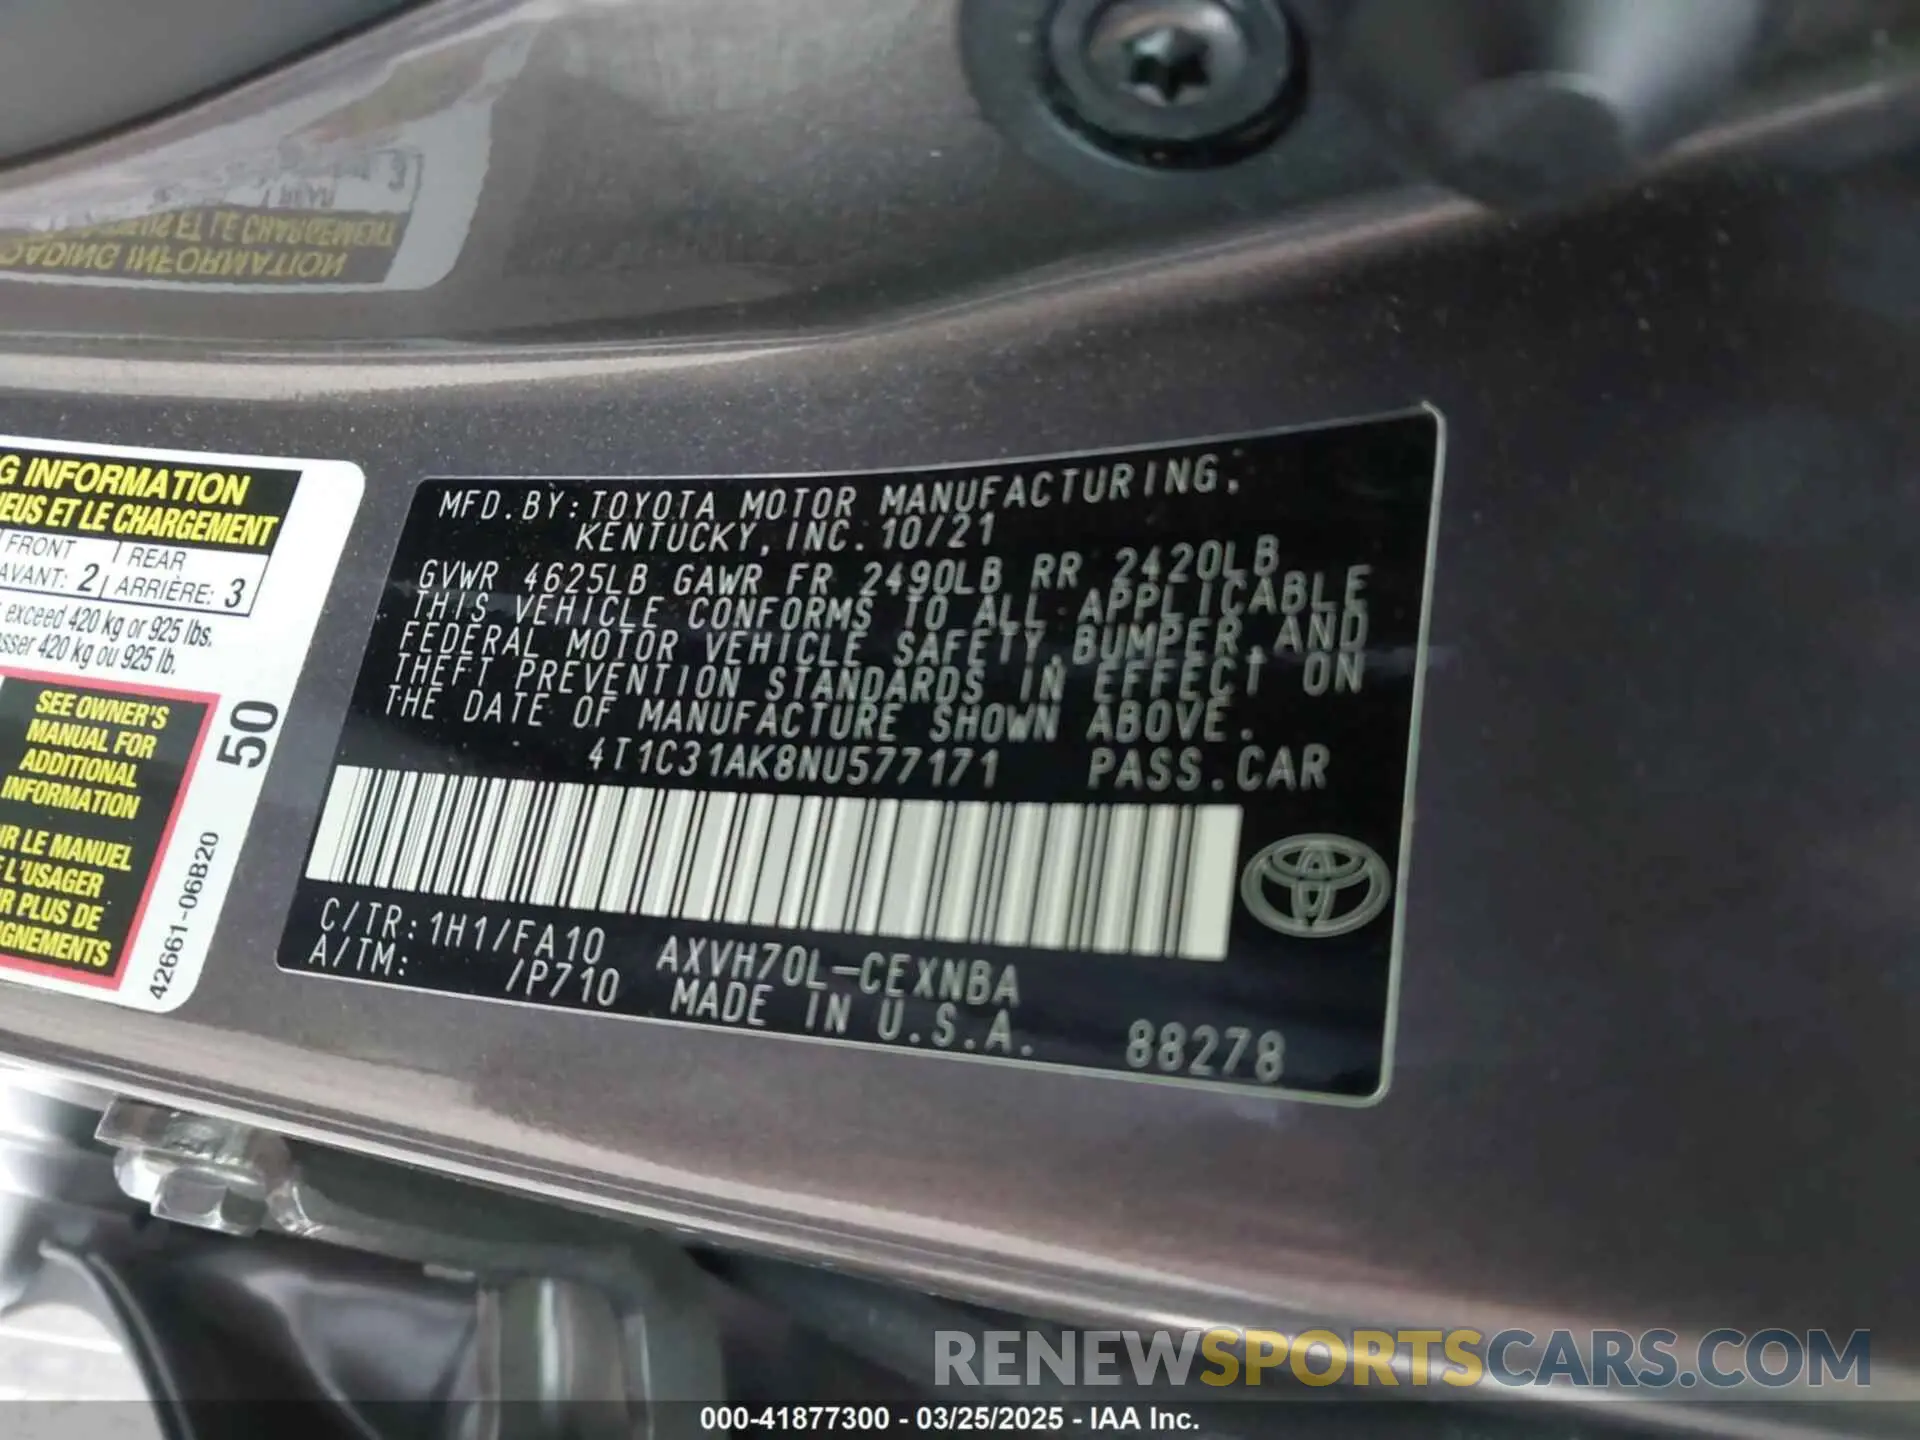 G INFORMATION
EUS ET LE CHARGEMENT
FRONT
REAR
AVANT: 2
ARRIÈRE: 3
exceed 420 kg or 925 lbs.
sser 420 kg ou 925 lb.
SEE OWNER'S
MANUAL FOR
ADDITIONAL
INFORMATION
IR LE MANUEL
L'USAGER
R PLUS DE
IGNEMENTS
50
42661-06B20
MFD. BY: TOYOTA MOTOR MANUFACTURING,
KENTUCKY, INC. 10/21
GVWR 4625LB GAWR FR 2490LB RR 2420LB
THIS VEHICLE CONFORMS TO ALL APPLICABLE
FEDERAL MOTOR VEHICLE SAFETY, BUMPER, AND
THEFT PREVENTION STANDARDS IN EFFECT ON
THE DATE OF MANUFACTURE SHOWN ABOVE.
4T1C31AK8NU577171 PASS. CAR
C/TR: 1H1/FA10 AXVH70L-CEXNBA
A/TM: /P710 MADE IN U.S.A.
88278
RENEWSPORTSCARS.COM
000-41877300 - 03/25/2025 - IAA Inc.